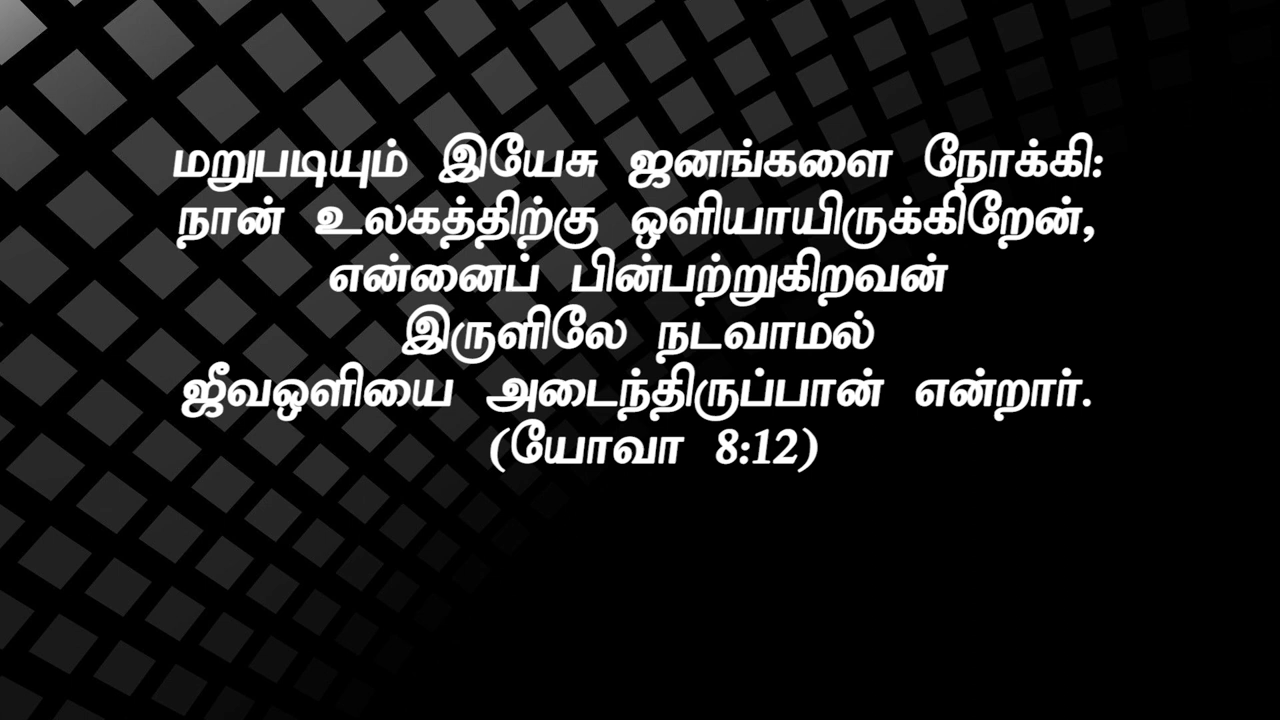 மறுபடியும் இயேசு ஜனங்களை நோக்கி:
நான் உலகத்திற்கு ஒளியாயிருக்கிறேன்,
என்னைப் பின்பற்றுகிறவன்
இருளிலே நடவாமல்
ஜீவஒளியை அடைந்திருப்பான் என்றார்.
(யோவா 8:12)